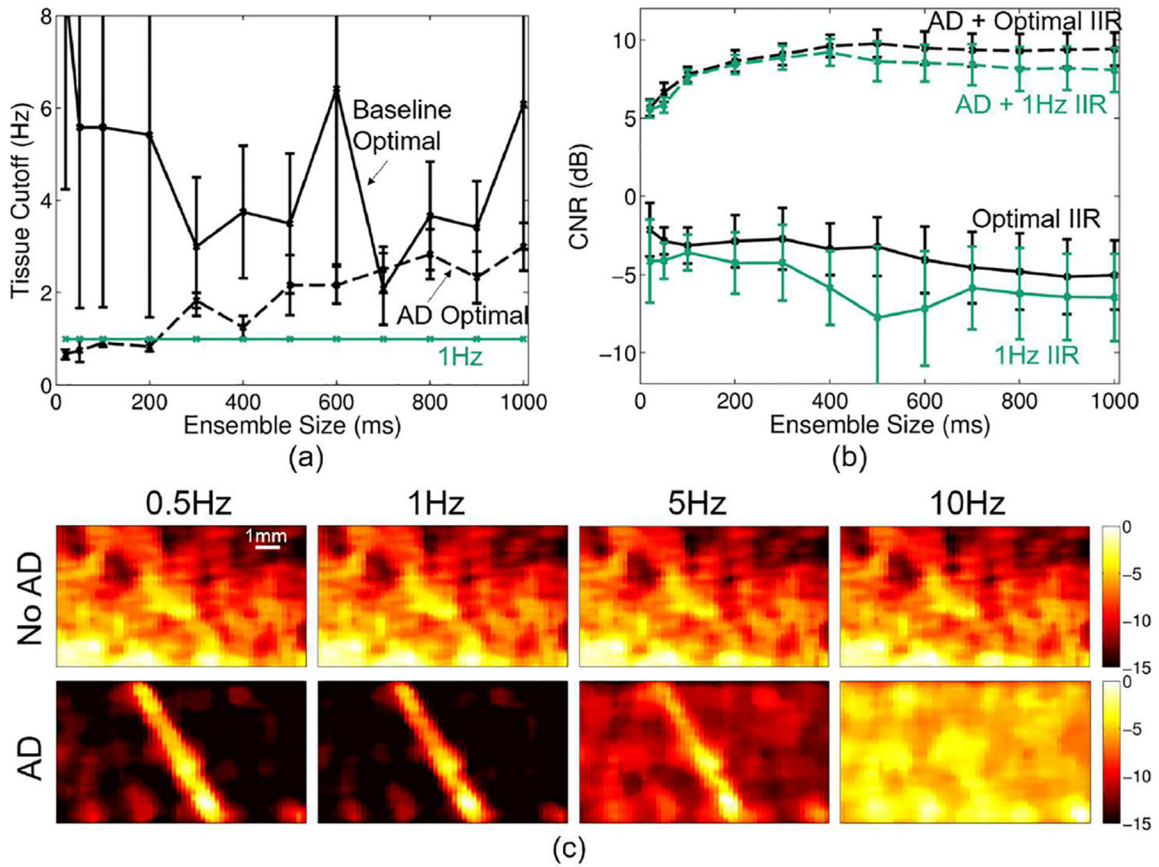 8
6
4
2
0
Tissue Cutoff (Hz)
Baseline
Optimal
AD Optimal
1Hz
0 200 400 600 800 1000
Ensemble Size (ms)
(a)
10
5
0
−5
−10
CNR (dB)
AD + Optimal IIR
AD + 1Hz IIR
Optimal IIR
1Hz IIR
0 200 400 600 800 1000
Ensemble Size (ms)
(b)
0.5Hz 1Hz 5Hz 10Hz
No AD
1mm
0
−5
−10
−15
AD
0
−5
−10
−15
(c)